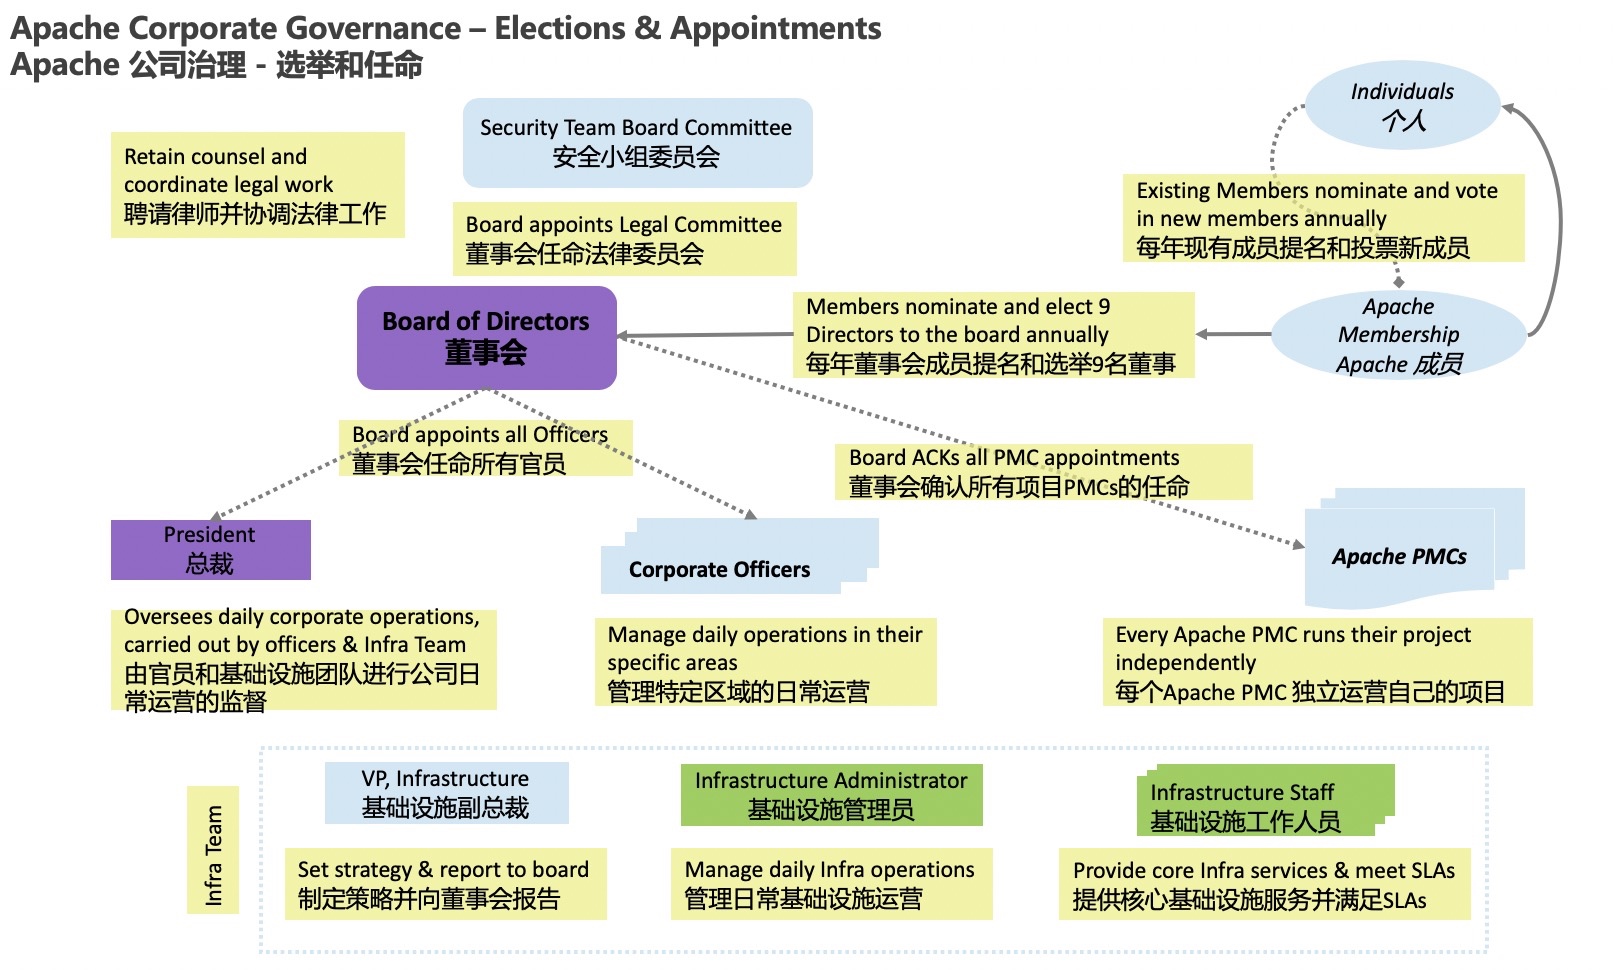 Apache Corporate Governance – Elections & Appointments
Apache 公司治理 - 选举和任命
Individuals
个人
Security Team Board Committee
安全小组委员会
Retain counsel and
coordinate legal work
聘请律师并协调法律工作
Existing Members nominate and vote
in new members annually
每年现有成员提名和投票新成员
Board appoints Legal Committee
董事会任命法律委员会
Board of Directors
董事会
Members nominate and elect 9
Directors to the board annually
每年董事会成员提名和选举9名董事
Apache
Membership
Apache 成员
Board appoints all Officers
董事会任命所有官员
Board ACKs all PMC appointments
董事会确认所有项目PMCs的任命
President
总裁
Corporate Officers
Apache PMCs
Oversees daily corporate operations,
carried out by officers & Infra Team
由官员和基础设施团队进行公司日
常运营的监督
Manage daily operations in their
specific areas
管理特定区域的日常运营
Every Apache PMC runs their project
independently
每个Apache PMC 独立运营自己的项目
Infra Team
VP, Infrastructure
基础设施副总裁
Infrastructure Administrator
基础设施管理员
Infrastructure Staff
基础设施工作人员
Set strategy & report to board
制定策略并向董事会报告
Manage daily Infra operations
管理日常基础设施运营
Provide core Infra services & meet SLAs
提供核心基础设施服务并满足SLAs